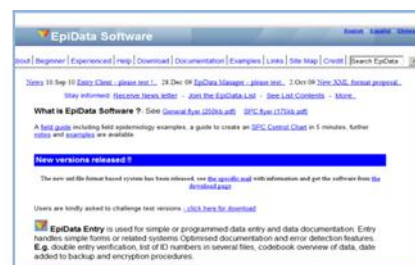 EpiData Software
English Español
Beginner | Experienced | Help | Download | Documentation | Examples | Links | Site Map | Credit | Search EpiData
News 10 Sep 10 Entry Client - please test !.. 28 Dec 09 EpiData Manager - please test.. 2.Oct 09 New XML format proposal..
Stay informed: Receive News letter - Join the EpiData-List - See List Contents - More..
What is EpiData Software ? See General flyer (250kb pdf) SPC flyer (175kb pdf)
A field guide including field epidemiology examples, a guide to create an SPC Control Chart in 5 minutes, further
notes and examples are available
New versions released !!
The new xml file format based system has been released, see the specific mail with information and get the software from the
download page
Users are kindly asked to challenge test versions - click here for download
EpiData Entry is used for simple or programmed data entry and data documentation. Entry
handles simple forms or related systems Optimised documentation and error detection features.
E.g. double entry verification, list of ID numbers in several files, codebook overview of data, date
added to backup and encryption procedures.